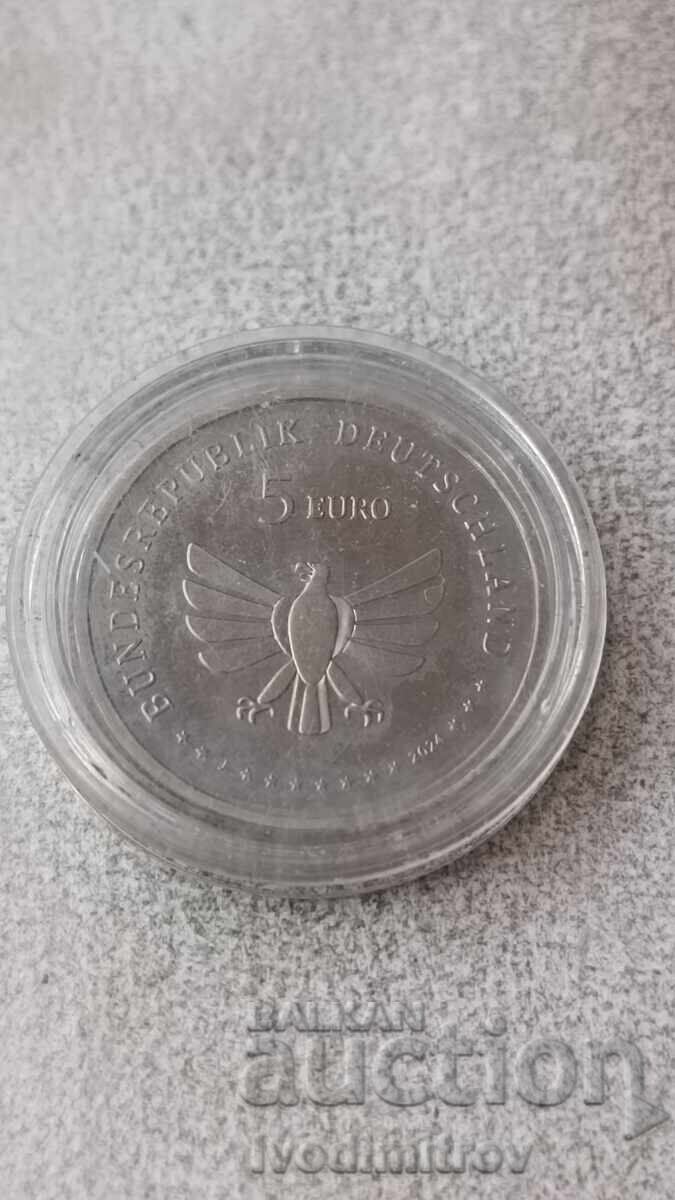 BUNDESREPUBLIK DEUTSCHLAND
5 EURO
J
2024
BALKAN
auction
Ivodimitrov